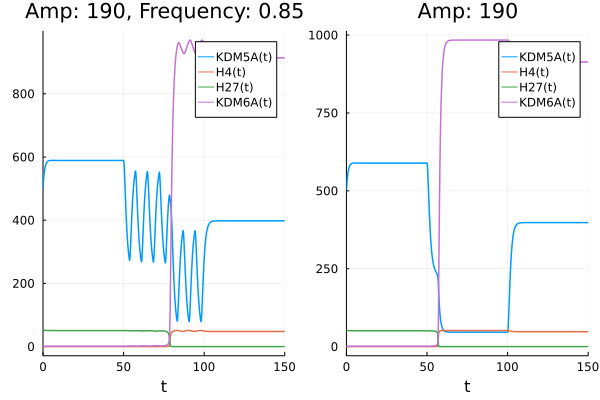 Amp: 190, Frequency: 0.85
800
600
400
200
0
KDM5A(t)
H4(t)
H27(t)
KDM6A(t)
0 50 100 150
t
Amp: 190
1000
750
500
250
0
KDM5A(t)
H4(t)
H27(t)
KDM6A(t)
0 50 100 150
t